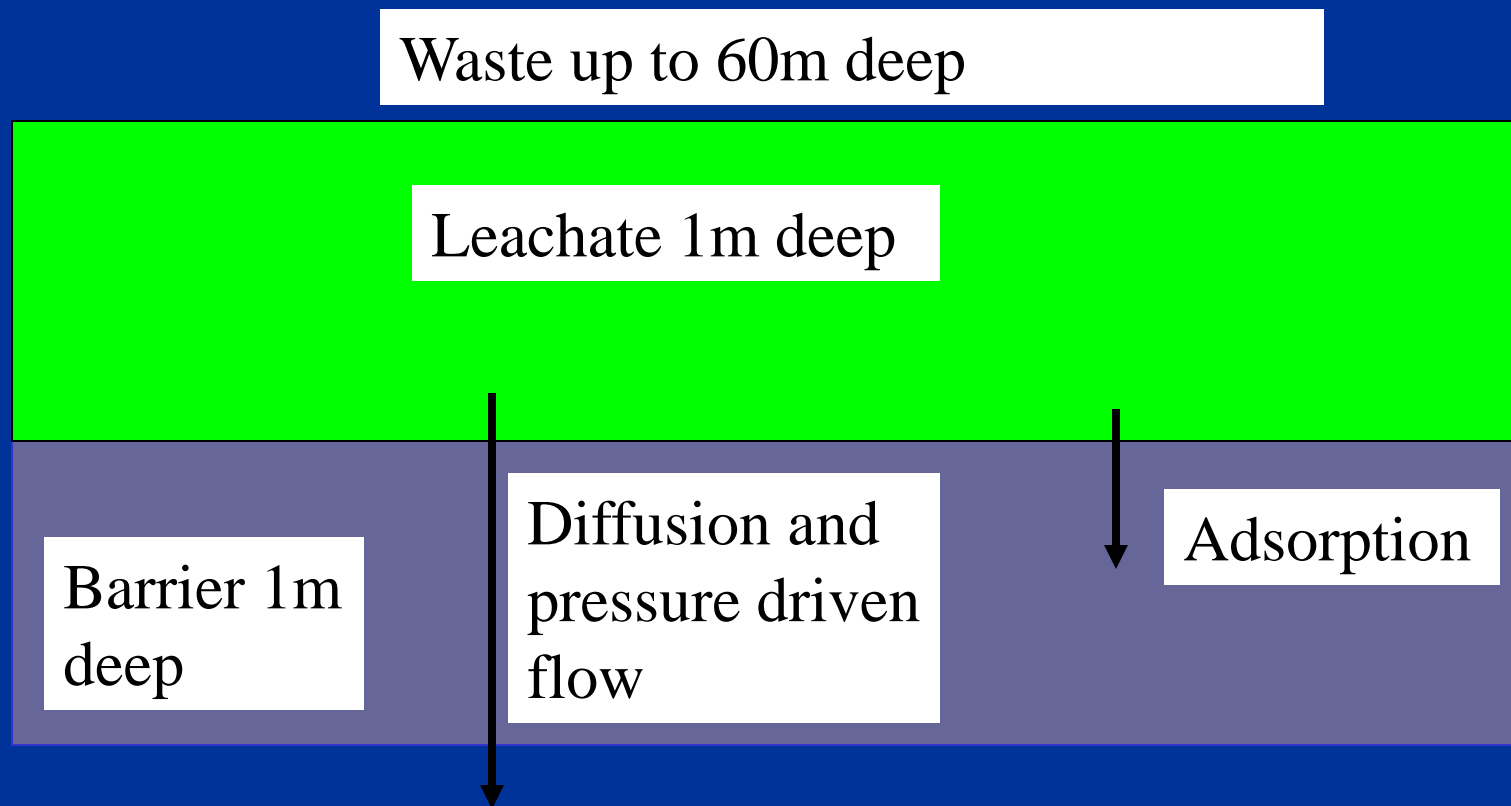 Waste up to 60m deep
Leachate 1m deep
Diffusion and
pressure driven
flow
Adsorption
Barrier 1m
deep